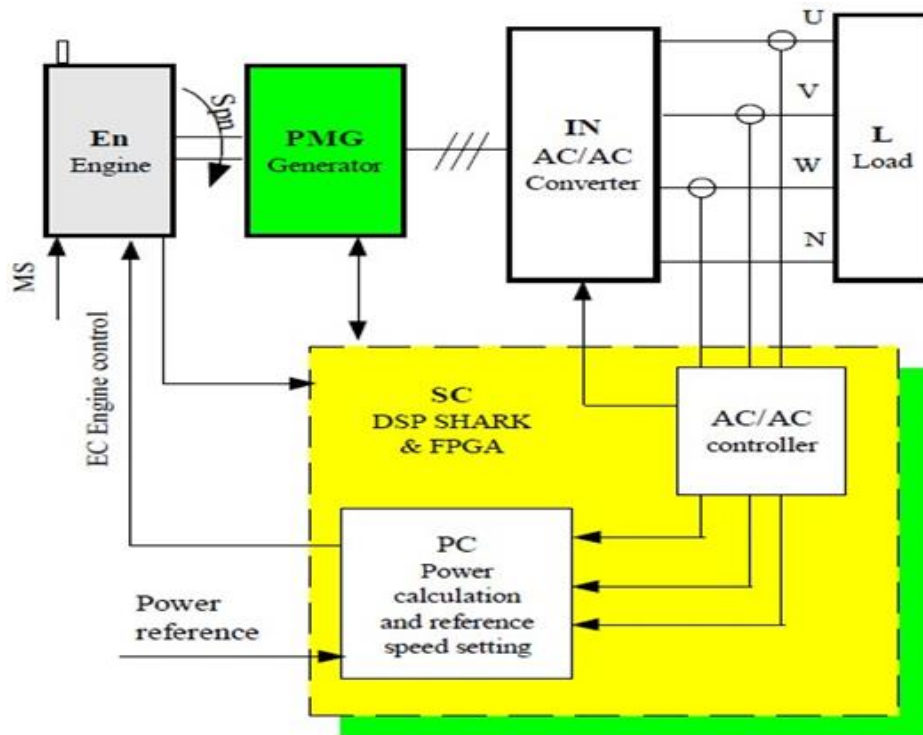 U
En
Engine
Spn
PMG
Generator
IN
AC/AC
Converter
V
W
N
L
Load
MS
EC Engine control
SC
DSP SHARK
& FPGA
AC/AC
controller
PC
Power
calculation
and reference
speed setting
Power
reference